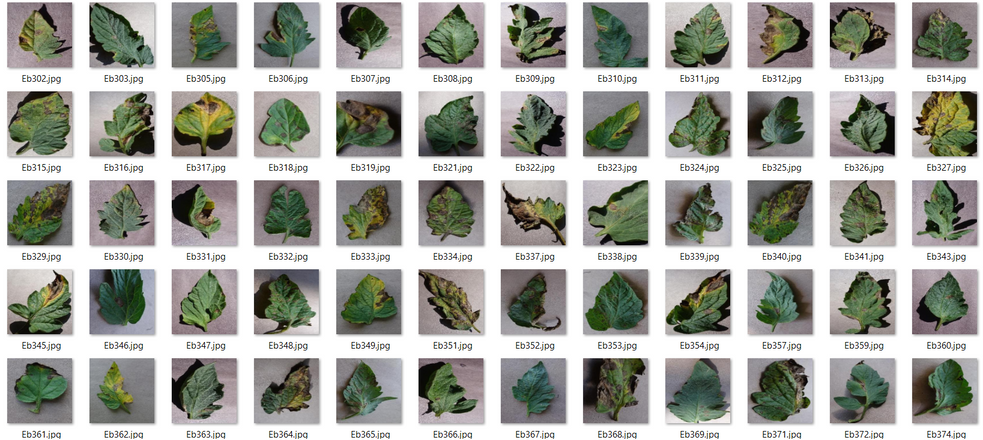 Eb302.jpg Eb303.jpg Eb305.jpg Eb306.jpg Eb307.jpg Eb308.jpg Eb309.jpg Eb310.jpg Eb311.jpg Eb312.jpg Eb313.jpg Eb314.jpg
Eb315.jpg Eb316.jpg Eb317.jpg Eb318.jpg Eb319.jpg Eb321.jpg Eb322.jpg Eb323.jpg Eb324.jpg Eb325.jpg Eb326.jpg Eb327.jpg
Eb329.jpg Eb330.jpg Eb331.jpg Eb332.jpg Eb333.jpg Eb334.jpg Eb337.jpg Eb338.jpg Eb339.jpg Eb340.jpg Eb341.jpg Eb343.jpg
Eb345.jpg Eb346.jpg Eb347.jpg Eb348.jpg Eb349.jpg Eb351.jpg Eb352.jpg Eb353.jpg Eb354.jpg Eb357.jpg Eb359.jpg Eb360.jpg
Eb361.jpg Eb362.jpg Eb363.jpg Eb364.jpg Eb365.jpg Eb366.jpg Eb367.jpg Eb368.jpg Eb369.jpg Eb371.jpg Eb372.jpg Eb374.jpg